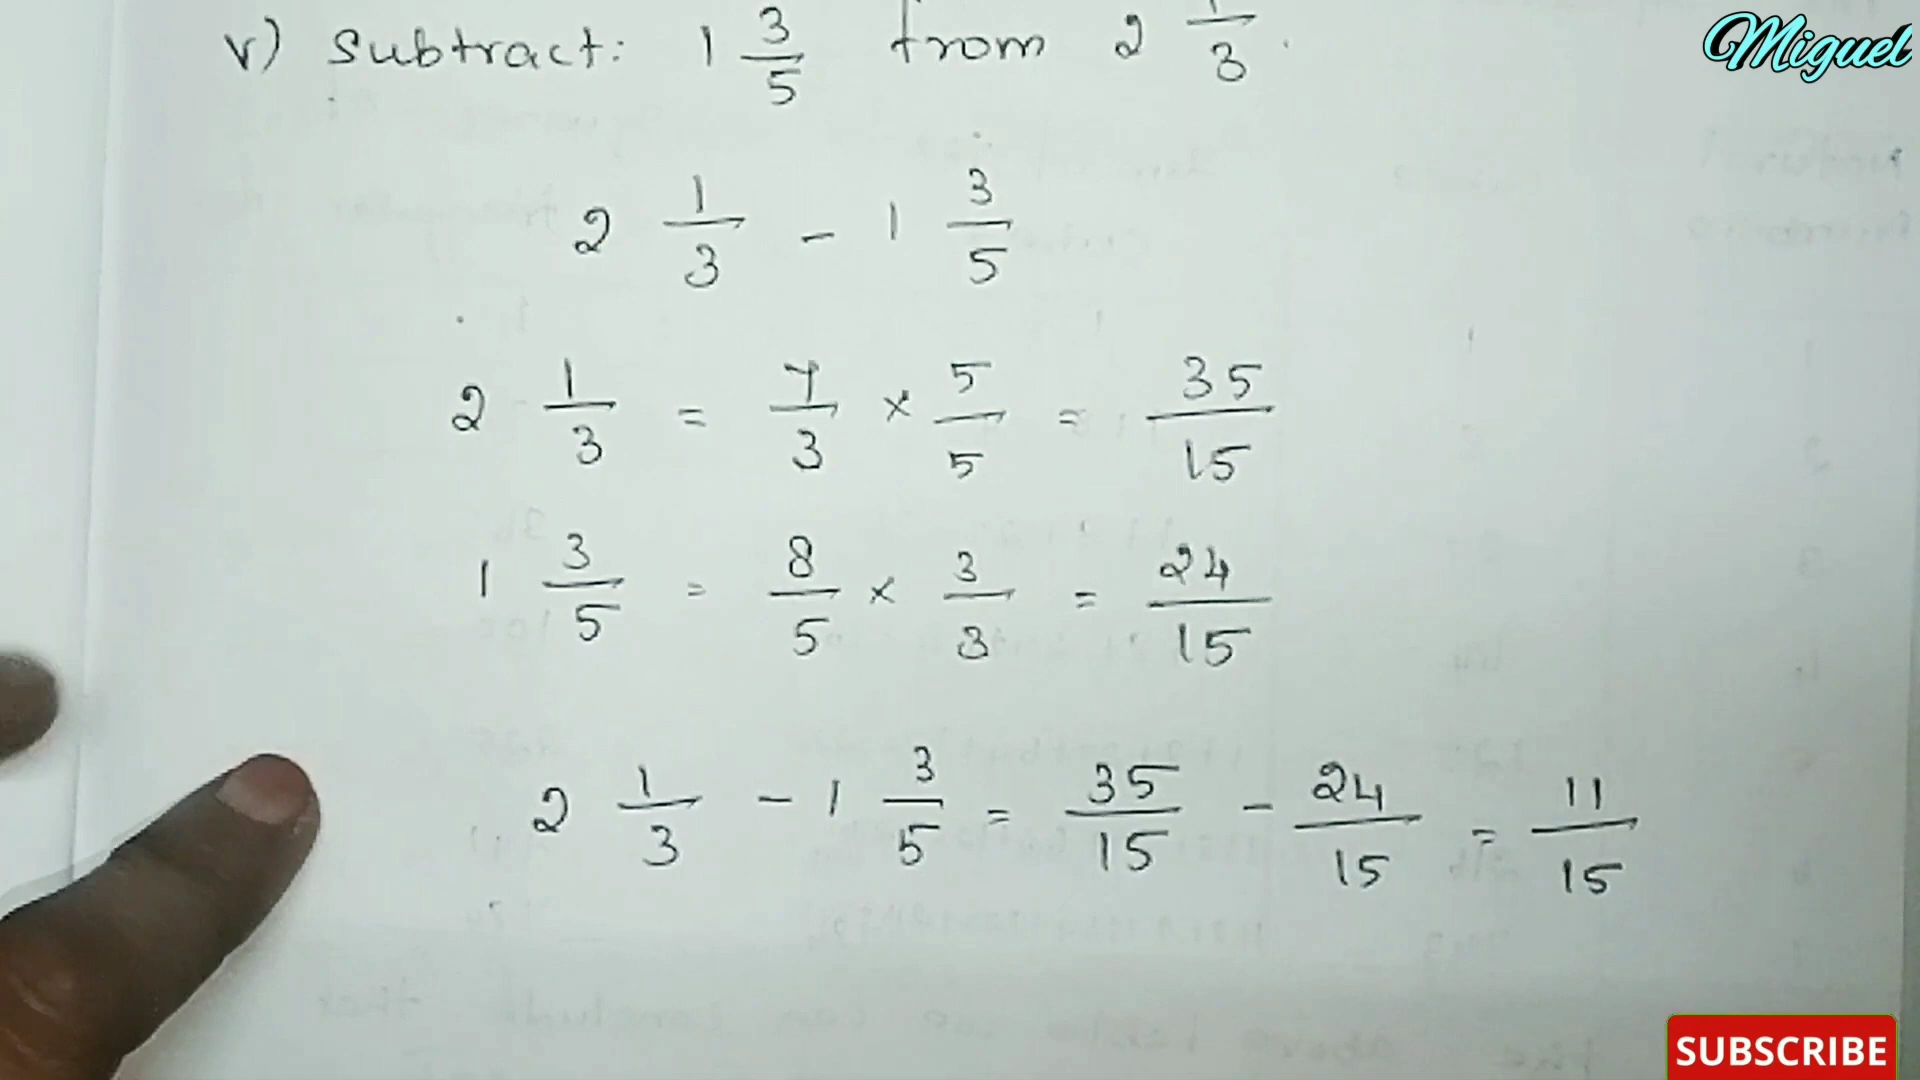 v) Subtract: 1 3/5 from 2 1/3.
Miguel
2 1/3 - 1 3/5
2 1/3 = 7/3 × 5/5 = 35/15
1 3/5 = 8/5 × 3/3 = 24/15
2 1/3 - 1 3/5 = 35/15 - 24/15 = 11/15
SUBSCRIBE